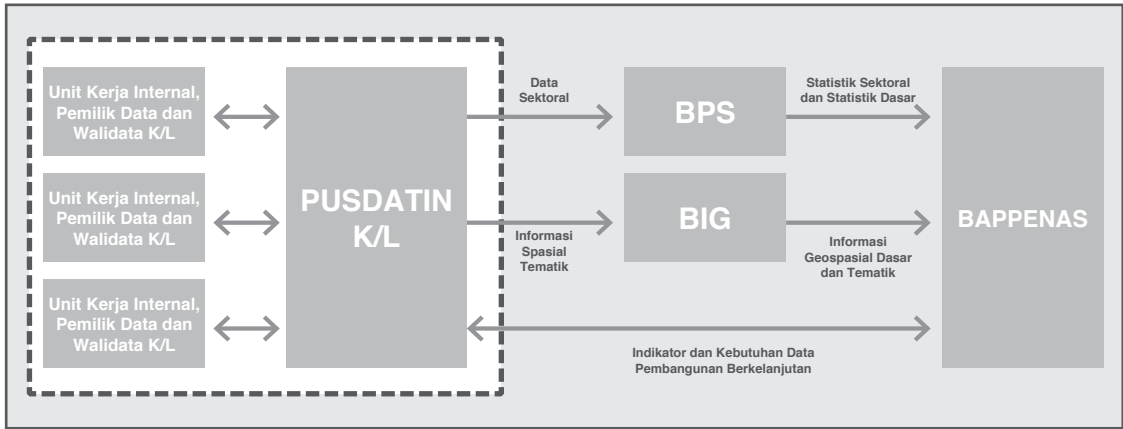 Unit Kerja Internal,
Pemilik Data dan
Walidata K/L
Unit Kerja Internal,
Pemilik Data dan
Walidata K/L
Unit Kerja Internal,
Pemilik Data dan
Walidata K/L
PUSDATIN
K/L
Data
Sektoral
Informasi
Spasial
Tematik
BPS
BIG
Statistik Sektoral
dan Statistik Dasar
Informasi
Geospasial Dasar
dan Tematik
Indikator dan Kebutuhan Data
Pembangunan Berkelanjutan
BAPPENAS